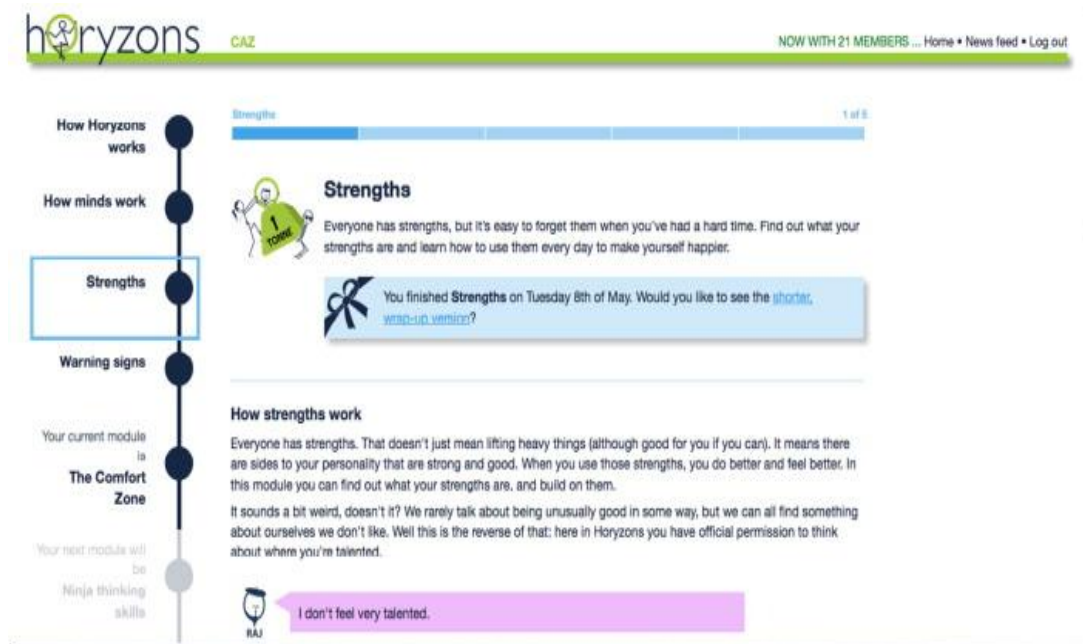 horyzons
CAZ
NOW WITH 21 MEMBERS ... Home • News feed • Log out
How Horyzons
works
How minds work
Strengths
Warning signs
Your current module
is
The Comfort
Zone
Your next module will
be
Ninja thinking
skills
Strengths
1 of 5
1
TONNE
Strengths
Everyone has strengths, but it's easy to forget them when you've had a hard time. Find out what your
strengths are and learn how to use them every day to make yourself happier.
You finished Strengths on Tuesday 8th of May. Would you like to see the shorter,
wrap-up version?
How strengths work
Everyone has strengths. That doesn't just mean lifting heavy things (although good for you if you can). It means there
are sides to your personality that are strong and good. When you use those strengths, you do better and feel better. In
this module you can find out what your strengths are, and build on them.
It sounds a bit weird, doesn't it? We rarely talk about being unusually good in some way, but we can all find something
about ourselves we don't like. Well this is the reverse of that: here in Horyzons you have official permission to think
about where you're talented.
I don't feel very talented.
RAJ